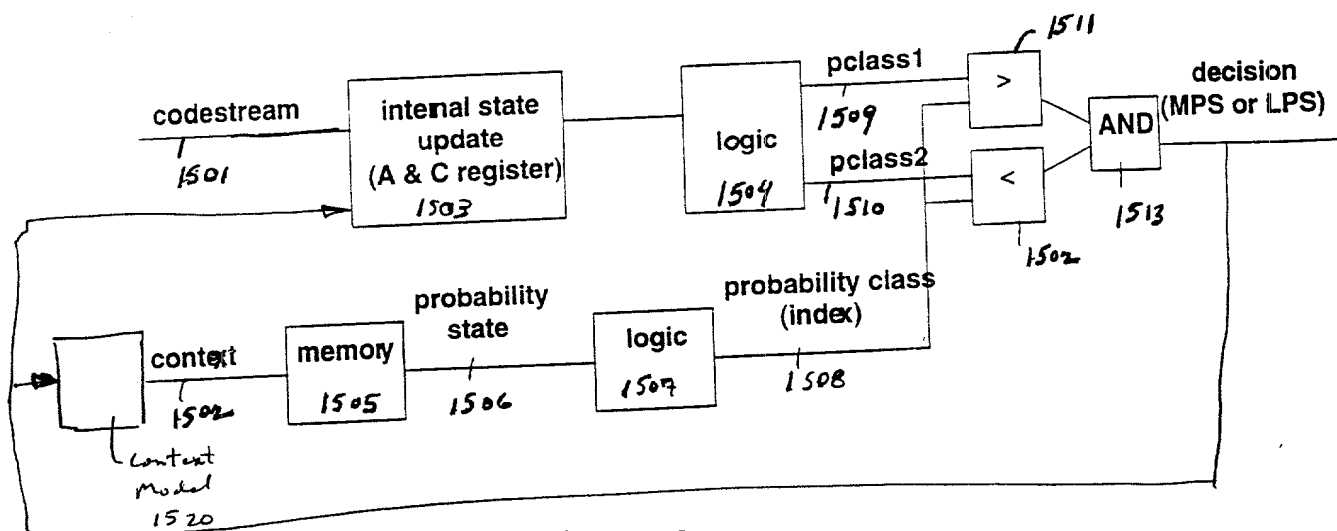 1511
pclass1
>
decision
(MPS or LPS)
codestream
1501
internal state
update
(A & C register)
1503
logic
1504
1509
AND
pclass2
<
1510
1513
1502
probability
state
probability class
(index)
context
1502
memory
1505
1506
logic
1507
1508
Context
Model
1520